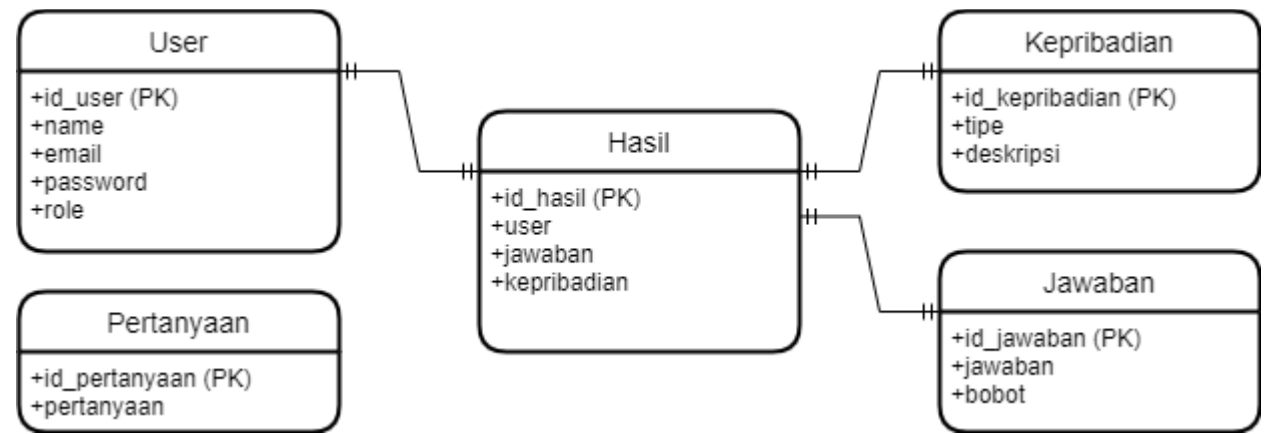 User
+id_user (PK)
+name
+email
+password
+role
Pertanyaan
+id_pertanyaan (PK)
+pertanyaan
Hasil
+id_hasil (PK)
+user
+jawaban
+kepribadian
Kepribadian
+id_kepribadian (PK)
+tipe
+deskripsi
Jawaban
+id_jawaban (PK)
+jawaban
+bobot